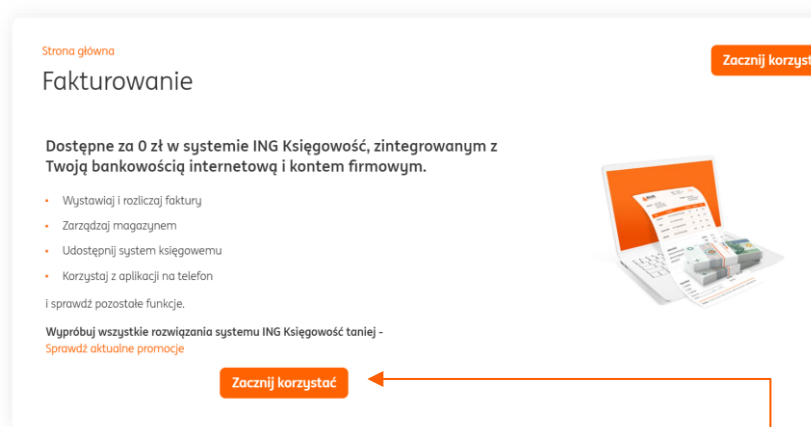 Strona główna
Fakturowanie
Zacznij
Dostępne za 0 zł w systemie ING Księgowość, zintegrowanym z
Twoją bankowością internetową i kontem firmowym.
• Wystawiaj i rozliczaj faktury
• Zarządzaj magazynem
• Udostępnij system księgowemu
• Korzystaj z aplikacji na telefon
i sprawdź pozostałe funkcje.
Wypróbuj wszystkie rozwiązania systemu ING Księgowość taniej -
Sprawdź aktualne promocje
Zacznij korzystać